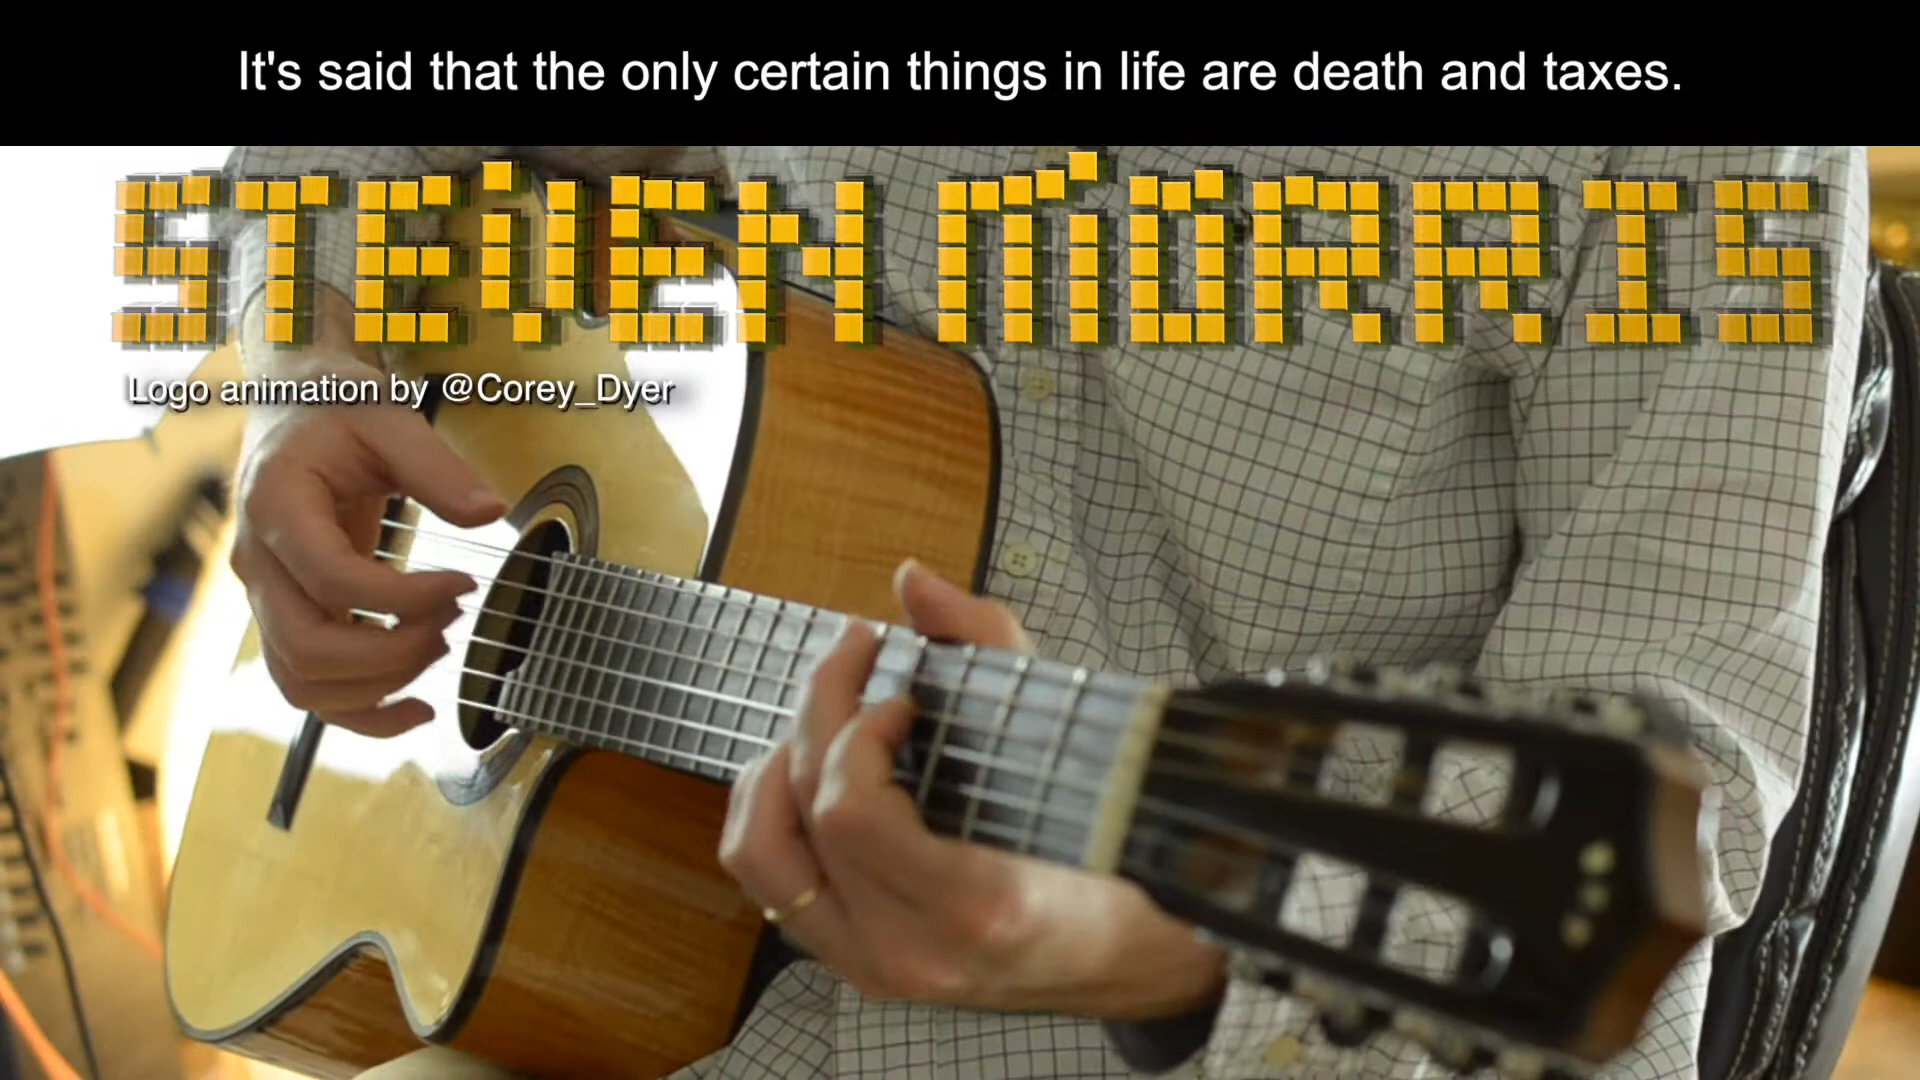 It's said that the only certain things in life are death and taxes.
STEVEN MORRIS
Logo animation by @Corey_Dyer